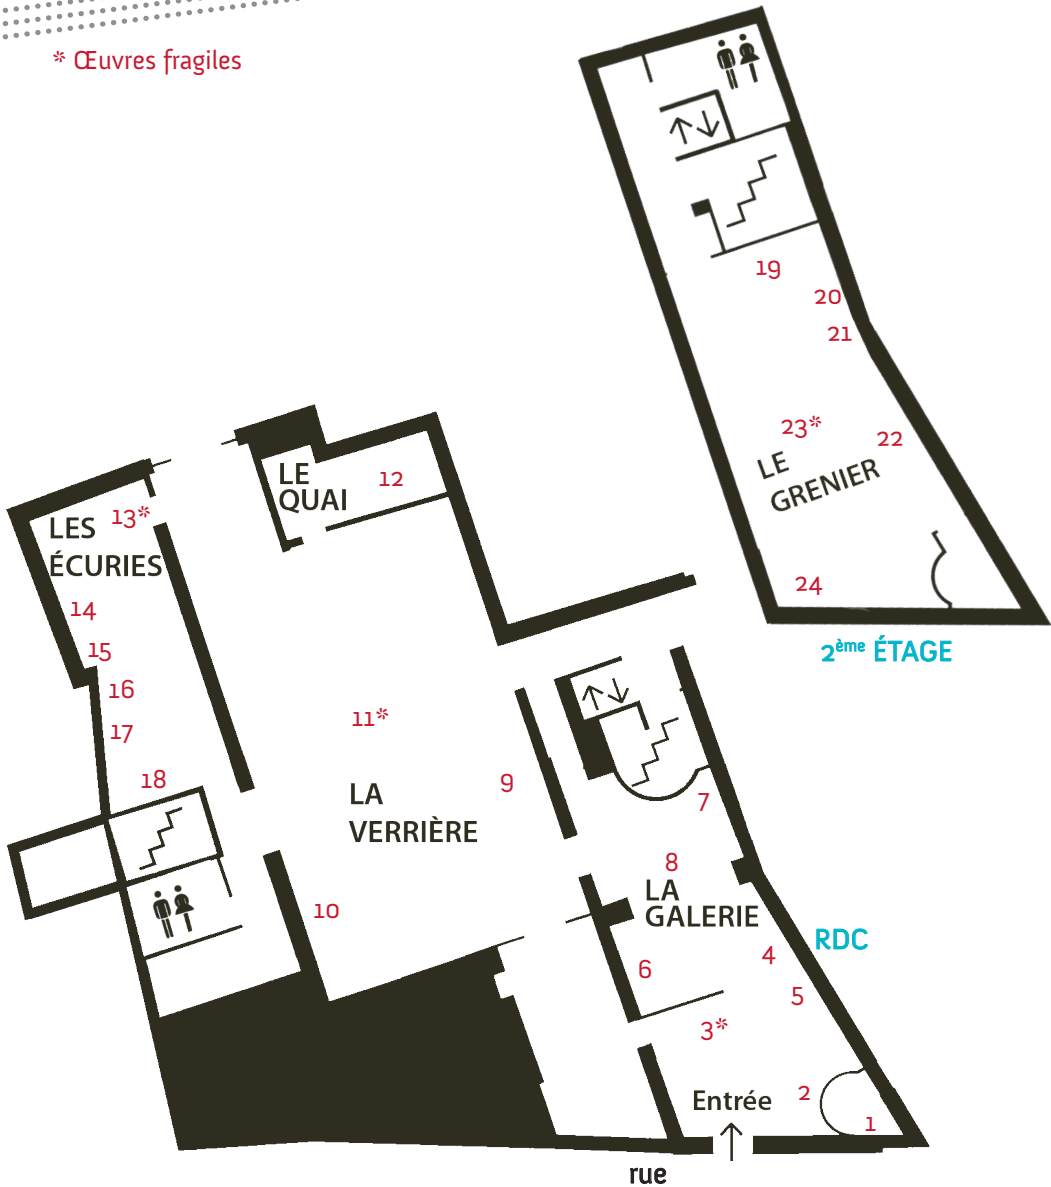 * Œuvres fragiles
19
20
21
23*
22
LE
GRENIER
24
2ème ÉTAGE
LE
QUAI
12
LES
ÉCURIES
13*
14
15
16
17
18
11*
9
LA
VERRIÈRE
10
7
8
LA
GALERIE
RDC
6
4
5
3*
2
1
Entrée
rue